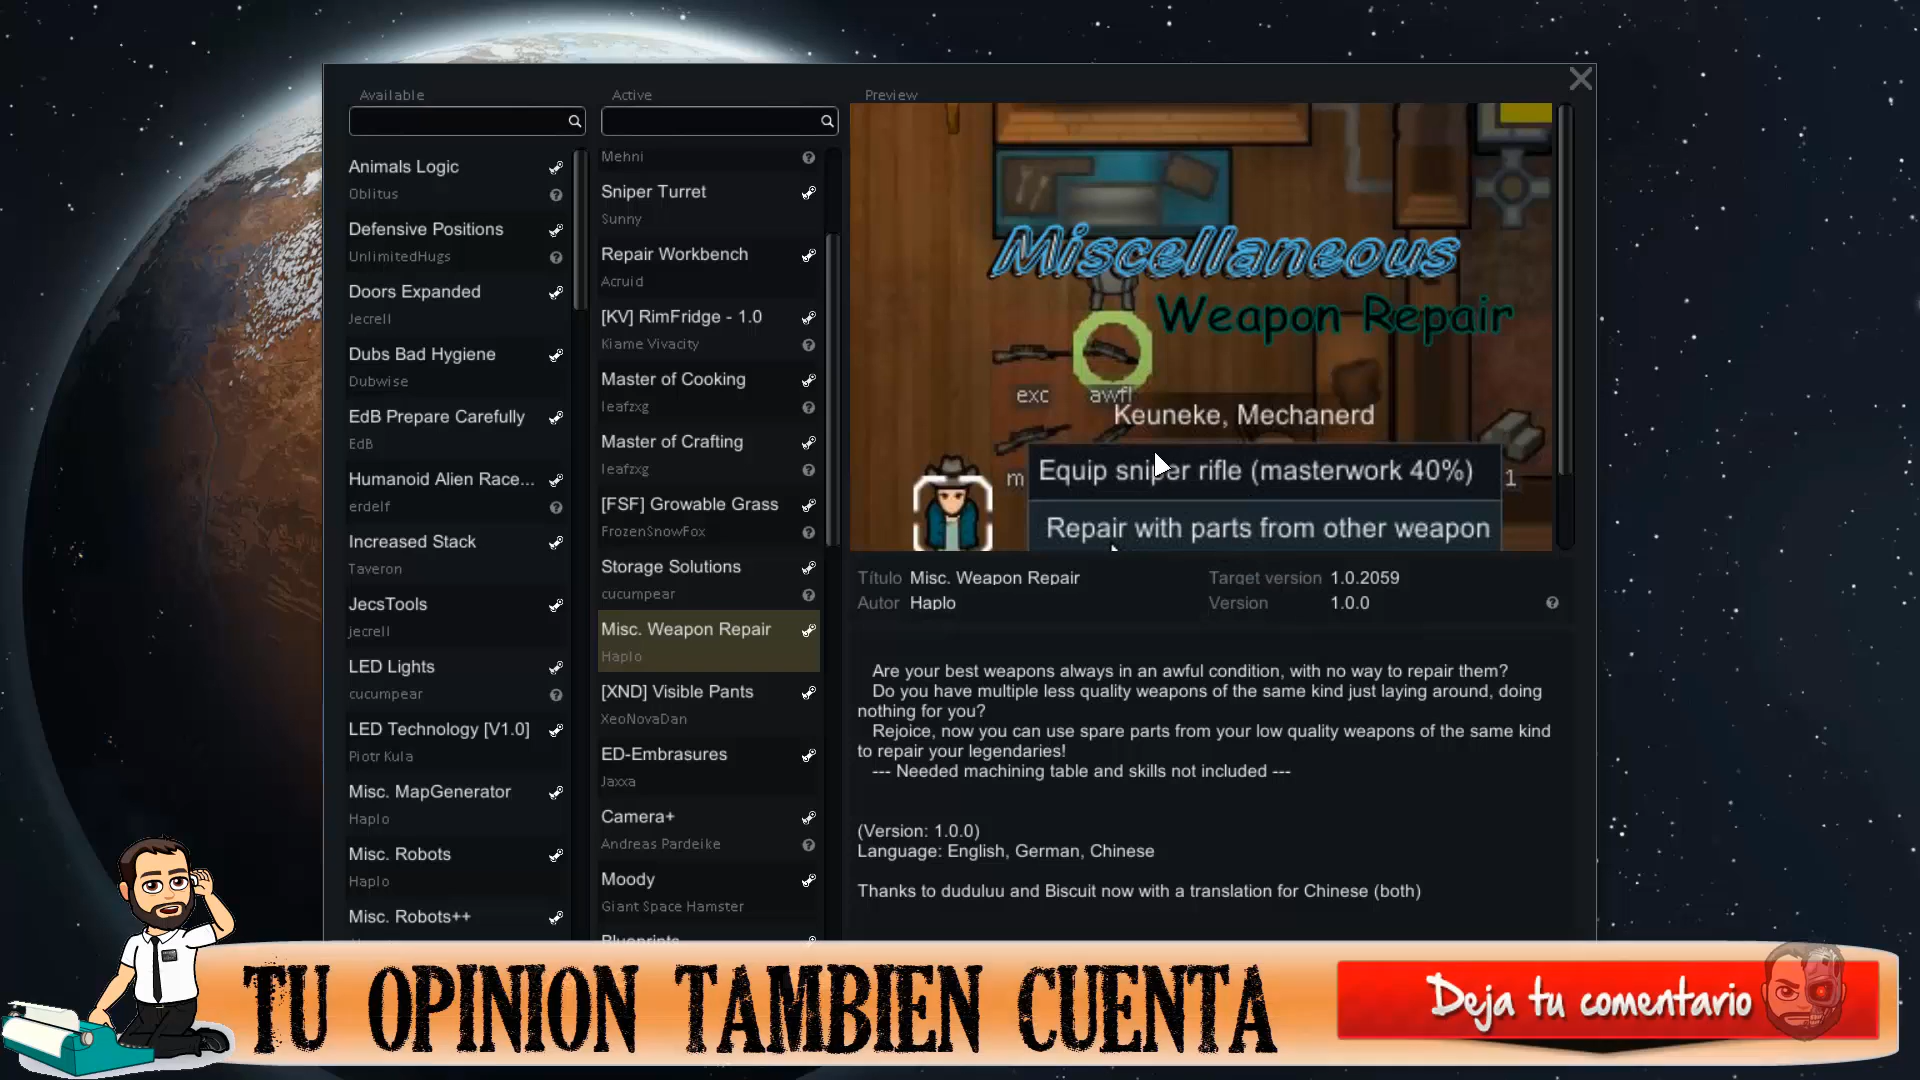 Available
Animals Logic
Oblitus
Defensive Positions
UnlimitedHugs
Doors Expanded
Jecrell
Dubs Bad Hygiene
Dubwise
EdB Prepare Carefully
EdB
Humanoid Alien Race...
erdelf
Increased Stack
Taveron
JecsTools
jecrell
LED Lights
cucumpear
LED Technology [V1.0]
Piotr Kula
Misc. MapGenerator
Haplo
Misc. Robots
Haplo
Misc. Robots++
Active
Mehni
Sniper Turret
Sunny
Repair Workbench
Acruid
[KV] RimFridge - 1.0
Kiame Vivacity
Master of Cooking
leafzxg
Master of Crafting
leafzxg
[FSF] Growable Grass
FrozenSnowFox
Storage Solutions
cucumpear
Misc. Weapon Repair
Haplo
[XND] Visible Pants
XeoNovaDan
ED-Embrasures
Jaxxa
Camera+
Andreas Pardeike
Moody
Giant Space Hamster
Blueprints
Preview
Miscellaneous
Weapon Repair
exc awfl
Keuneke, Mechanerd
m Equip sniper rifle (masterwork 40%) 1
Repair with parts from other weapon
Título Misc. Weapon Repair Target version 1.0.2059
Autor Haplo Version 1.0.0
Are your best weapons always in an awful condition, with no way to repair them?
Do you have multiple less quality weapons of the same kind just laying around, doing
nothing for you?
Rejoice, now you can use spare parts from your low quality weapons of the same kind
to repair your legendaries!
--- Needed machining table and skills not included ---
(Version: 1.0.0)
Language: English, German, Chinese
Thanks to duduluu and Biscuit now with a translation for Chinese (both)
TU OPINION TAMBIEN CUENTA
Deja tu comentario